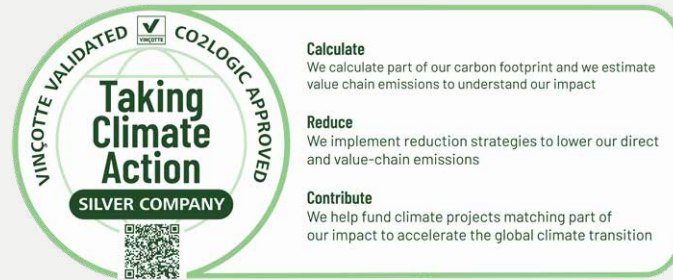 VINÇOTTE VALIDATED
VINÇOTTE
CO2LOGIC APPROVED
Taking
Climate
Action
SILVER COMPANY
Calculate
We calculate part of our carbon footprint and we estimate
value chain emissions to understand our impact
Reduce
We implement reduction strategies to lower our direct
and value-chain emissions
Contribute
We help fund climate projects matching part of
our impact to accelerate the global climate transition